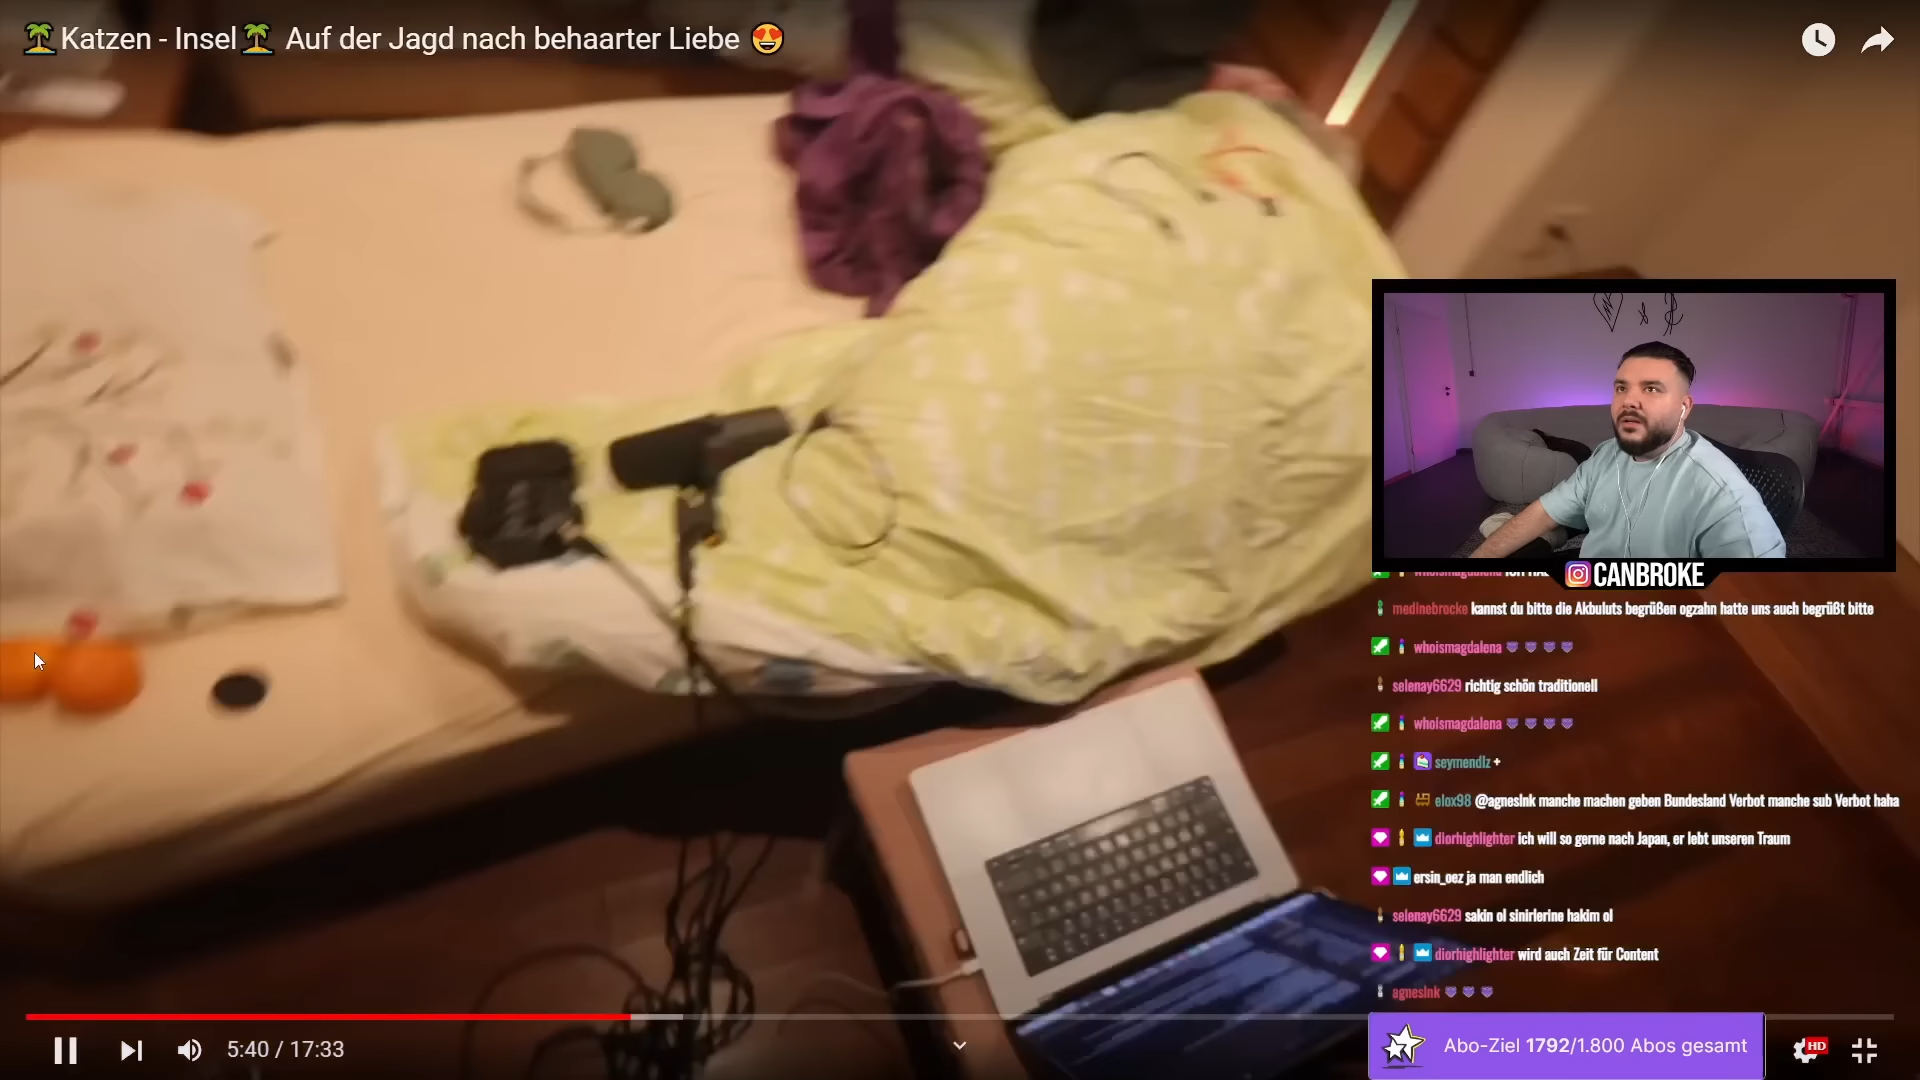 🌴Katzen - Insel🌴 Auf der Jagd nach behaarter Liebe 😍
CANBROKE
medinebrocke kannst du bitte die Akbuluts begrüßen ogzahn hatte uns auch begrüßt bitte
whoismagdalena
selenay6629 richtig schön traditionell
whoismagdalena
seymendlz +
elox98 @agnesink manche machen geben Bundesland Verbot manche sub Verbot haha
diorhighlighter ich will so gerne nach Japan, er lebt unseren Traum
ersin_oez ja man endlich
selenay6629 sakin ol sinirlerine hakim ol
diorhighlighter wird auch Zeit für Content
agnesink
5:40 / 17:33
Abo-Ziel 1792/1.800 Abos gesamt
HD